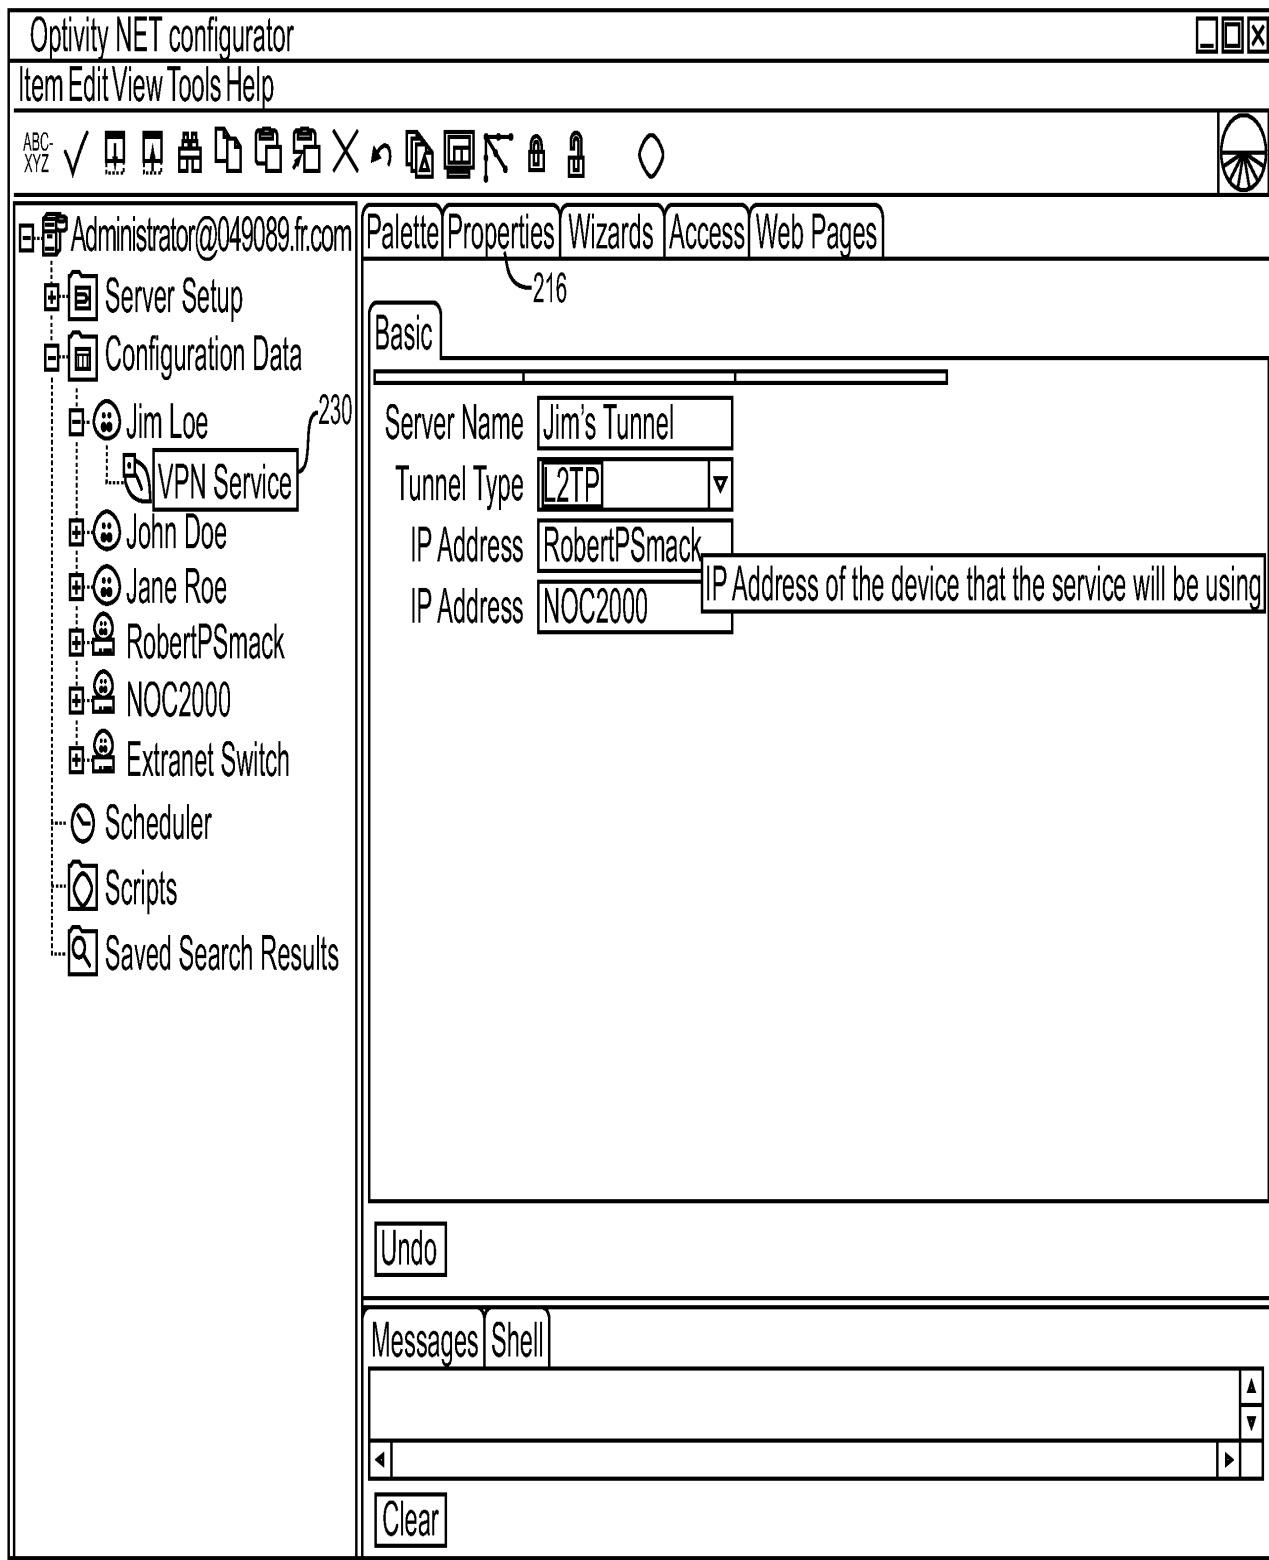 Optivity NET configurator
Item Edit View Tools Help
ABC-
XYZ
Administrator@049089.fr.com
Server Setup
Configuration Data
Jim Loe
230
VPN Service
John Doe
Jane Roe
RobertPSmack
NOC2000
Extranet Switch
Scheduler
Scripts
Saved Search Results
Palette Properties Wizards Access Web Pages
216
Basic
Server Name Jim's Tunnel
Tunnel Type L2TP
IP Address RobertPSmack
IP Address of the device that the service will be using
IP Address NOC2000
Undo
Messages Shell
Clear